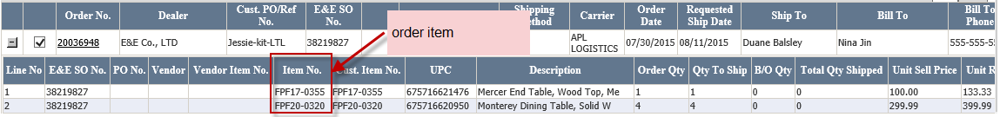 Order No. Dealer Cust. PO/Ref No. E&E SO No. Shipping Method Carrier Order Date Requested Ship Date Ship To Bill To Bill To Phone
order item
20036948 E&E Co., LTD Jessie-kit-LTL 38219827 APL LOGISTICS 07/30/2015 08/11/2015 Duane Balsley Nina Jin 555-555-5
Line No E&E SO No. PO No. Vendor Vendor Item No. Item No. Cust. Item No. UPC Description Order Qty Qty To Ship B/O Qty Total Qty Shipped Unit Sell Price Unit R
1 38219827 FPF17-0355 FPF17-0355 675716621476 Mercer End Table, Wood Top, Me 1 1 0 0 100.00 133.33
2 38219827 FPF20-0320 FPF20-0320 675716620950 Monterey Dining Table, Solid W 4 4 0 0 299.99 399.99